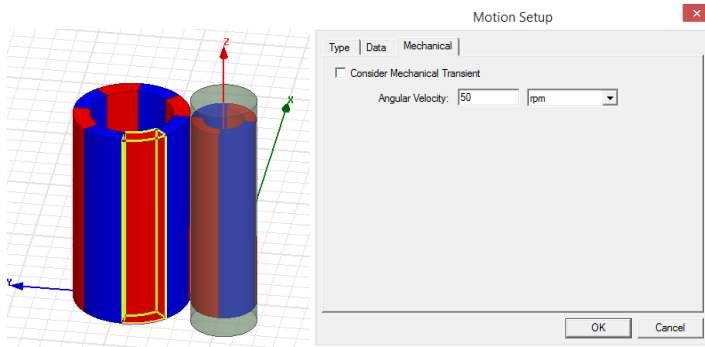 Z
X
Y
Motion Setup
Type
Data
Mechanical
Consider Mechanical Transient
Angular Velocity: 50 rpm
OK
Cancel